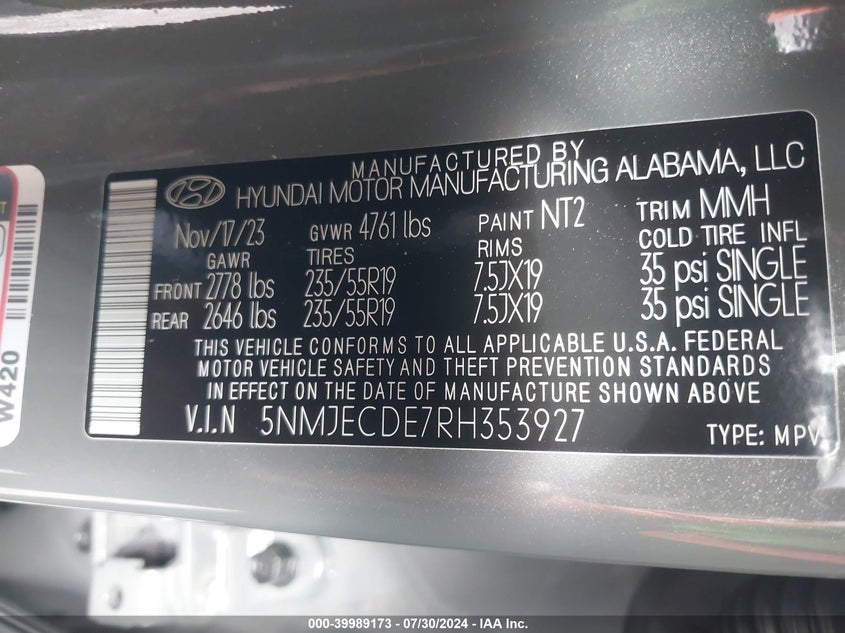 MANUFACTURED BY
HYUNDAI MOTOR MANUFACTURING ALABAMA, LLC
Nov/17/23 GVWR 4761 lbs PAINT NT2 TRIM MMH
GAWR TIRES RIMS COLD TIRE INFL
FRONT 2778 lbs 235/55R19 7.5JX19 35 psi SINGLE
REAR 2646 lbs 235/55R19 7.5JX19 35 psi SINGLE
THIS VEHICLE CONFORMS TO ALL APPLICABLE U.S.A. FEDERAL
MOTOR VEHICLE SAFETY AND THEFT PREVENTION STANDARDS
IN EFFECT ON THE DATE OF MANUFACTURE SHOWN ABOVE
V.I.N 5NMJECDE7RH353927 TYPE: MPV
W420
000-39989173 - 07/30/2024 - IAA Inc.